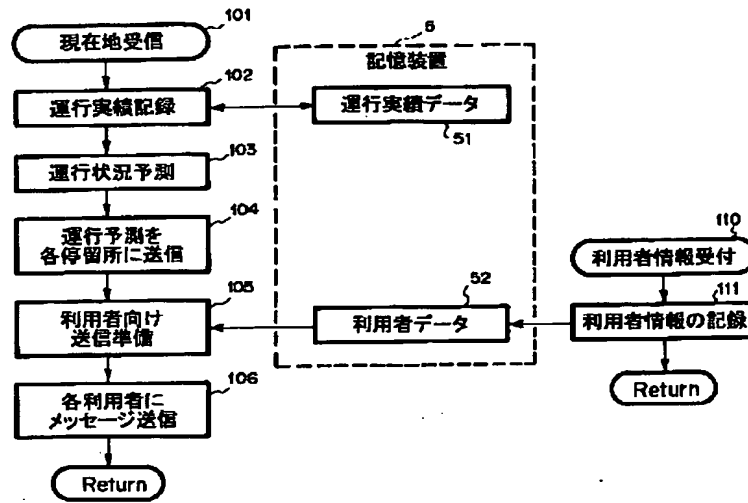 101
現在地受信
102
運行実績記録
103
運行状況予測
104
運行予測を
各停留所に送信
105
利用者向け
送信準備
106
各利用者に
メッセージ送信
Return
5
記憶装置
運行実績データ
51
52
利用者データ
110
利用者情報受付
111
利用者情報の記録
Return